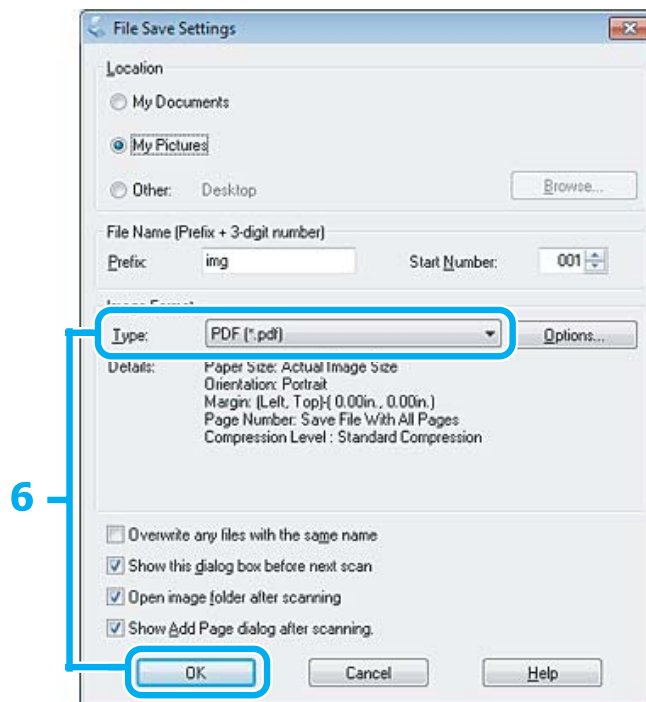 File Save Settings
Location
My Documents
My Pictures
Other: Desktop Browse...
File Name (Prefix + 3-digit number)
Prefix: img Start Number: 001
Image Format
Type: PDF (*.pdf) Options...
Details: Paper Size: Actual Image Size
Orientation: Portrait
Margin: (Left, Top)-( 0.00in., 0.00in.)
Page Number: Save File With All Pages
Compression Level : Standard Compression
6
Overwrite any files with the same name
Show this dialog box before next scan
Open image folder after scanning
Show Add Page dialog after scanning.
OK Cancel Help